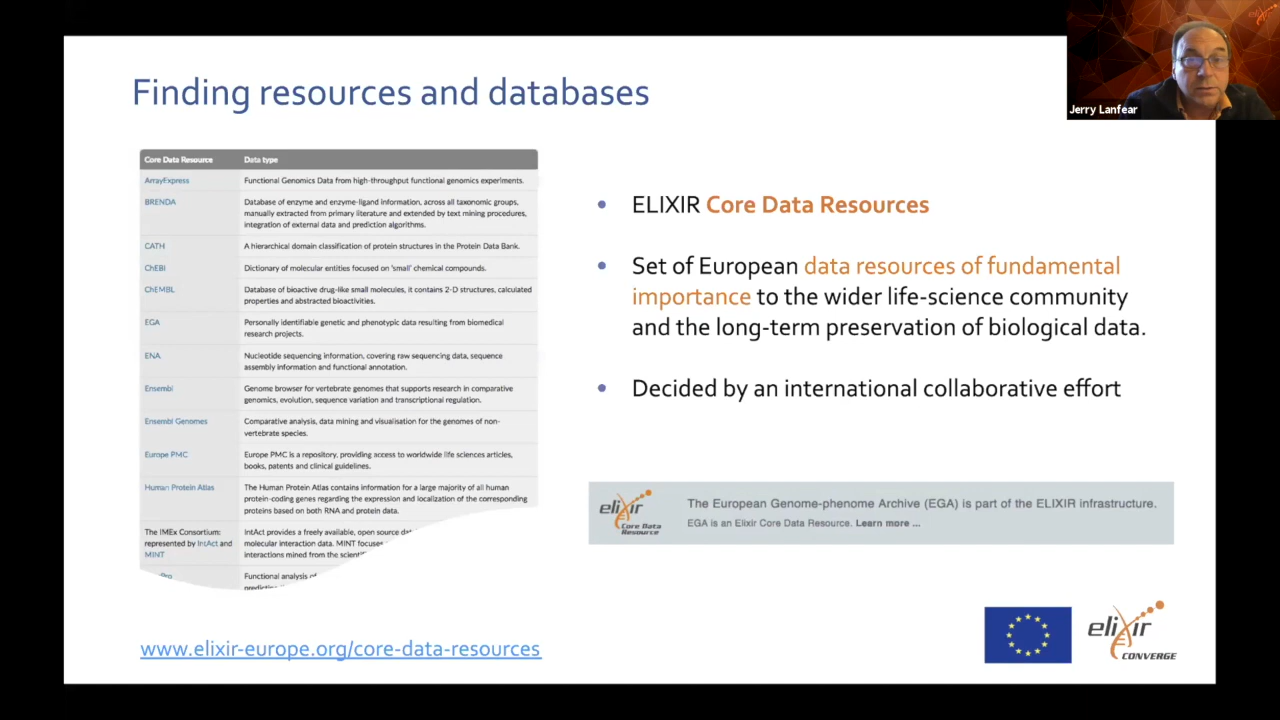 elixir
Jerry Lanfear
Finding resources and databases
Core Data Resource Data type
ArrayExpress Functional Genomics Data from high-throughput functional genomics experiments.
BRENDA Database of enzyme and enzyme-ligand information, across all taxonomic groups,
manually extracted from primary literature and extended by text mining procedures,
integration of external data and prediction algorithms.
CATH A hierarchical domain classification of protein structures in the Protein Data Bank.
ChEBI Dictionary of molecular entities focused on 'small' chemical compounds.
ChEMBL Database of bioactive drug-like small molecules, it contains 2-D structures, calculated
properties and abstracted bioactivities.
EGA Personally identifiable genetic and phenotypic data resulting from biomedical
research projects.
ENA Nucleotide sequencing information, covering raw sequencing data, sequence
assembly information and functional annotation.
Ensembl Genome browser for vertebrate genomes that supports research in comparative
genomics, evolution, sequence variation and transcriptional regulation.
Ensembl Genomes Comparative analysis, data mining and visualisation for the genomes of non-
vertebrate species.
Europe PMC Europe PMC is a repository, providing access to worldwide life sciences articles,
books, patents and clinical guidelines.
Human Protein Atlas The Human Protein Atlas contains information for a large majority of all human
protein-coding genes regarding the expression and localization of the corresponding
proteins based on both RNA and protein data.
The IMEx Consortium: IntAct provides a freely available, open source
represented by IntAct and molecular interaction data. MINT
MINT interactions mined from the
Functional analysis of
• ELIXIR Core Data Resources
• Set of European data resources of fundamental
importance to the wider life-science community
and the long-term preservation of biological data.
• Decided by an international collaborative effort
elixir
Core Data
Resource
The European Genome-phenome Archive (EGA) is part of the ELIXIR infrastructure.
EGA is an Elixir Core Data Resource. Learn more ...
www.elixir-europe.org/core-data-resources
elixir
CONVERGE